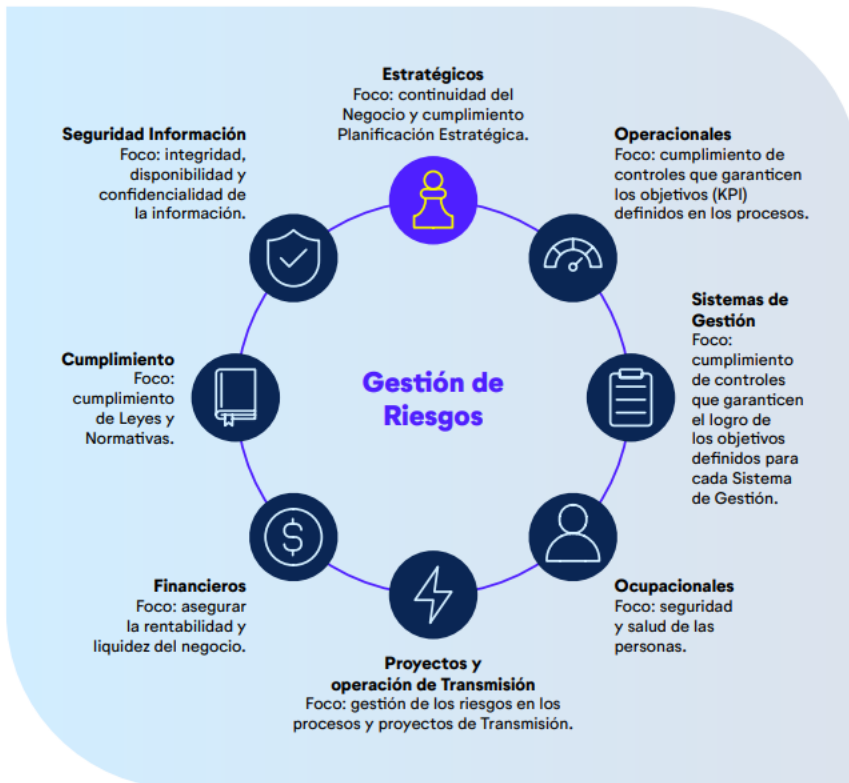 Estratégicos
Foco: continuidad del
Negocio y cumplimiento
Planificación Estratégica.
Operacionales
Foco: cumplimiento de
controles que garanticen
los objetivos (KPI)
definidos en los procesos.
Sistemas de
Gestión
Foco:
cumplimiento
de controles
que garanticen
el logro de
los objetivos
definidos para
cada Sistema
de Gestión.
Ocupacionales
Foco: seguridad
y salud de las
personas.
Proyectos y
operación de Transmisión
Foco: gestión de los riesgos en los
procesos y proyectos de Transmisión.
Financieros
Foco: asegurar
la rentabilidad y
liquidez del negocio.
Cumplimiento
Foco:
cumplimiento
de Leyes y
Normativas.
Seguridad Información
Foco: integridad,
disponibilidad y
confidencialidad de
la información.
Gestión de
Riesgos
$